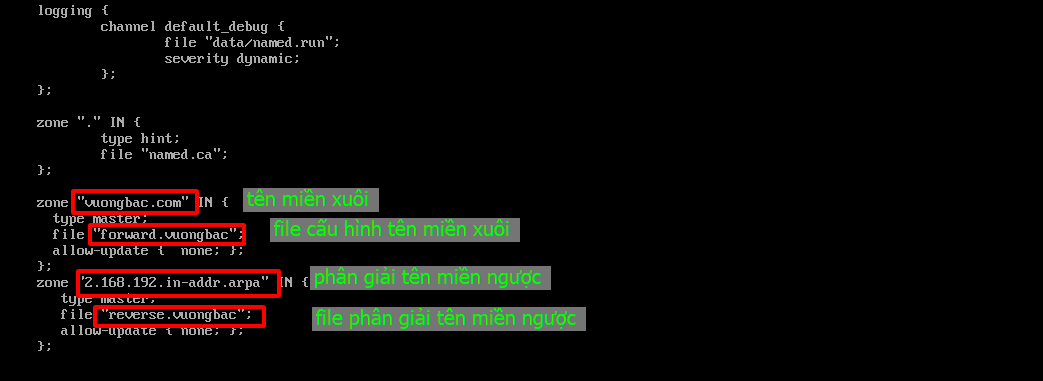 logging {
channel default_debug {
file "data/named.run";
severity dynamic;
};
};
zone "." IN {
type hint;
file "named.ca";
};
zone "vuongbac.com" IN { tên miền xuôi
type master;
file "forward.vuongbac"; file cấu hình tên miền xuôi
allow-update {  none; };
};
zone "2.168.192.in-addr.arpa" IN { phân giải tên miền ngược
type master;
file "reverse.vuongbac"; file phân giải tên miền ngược
allow-update { none; };
};